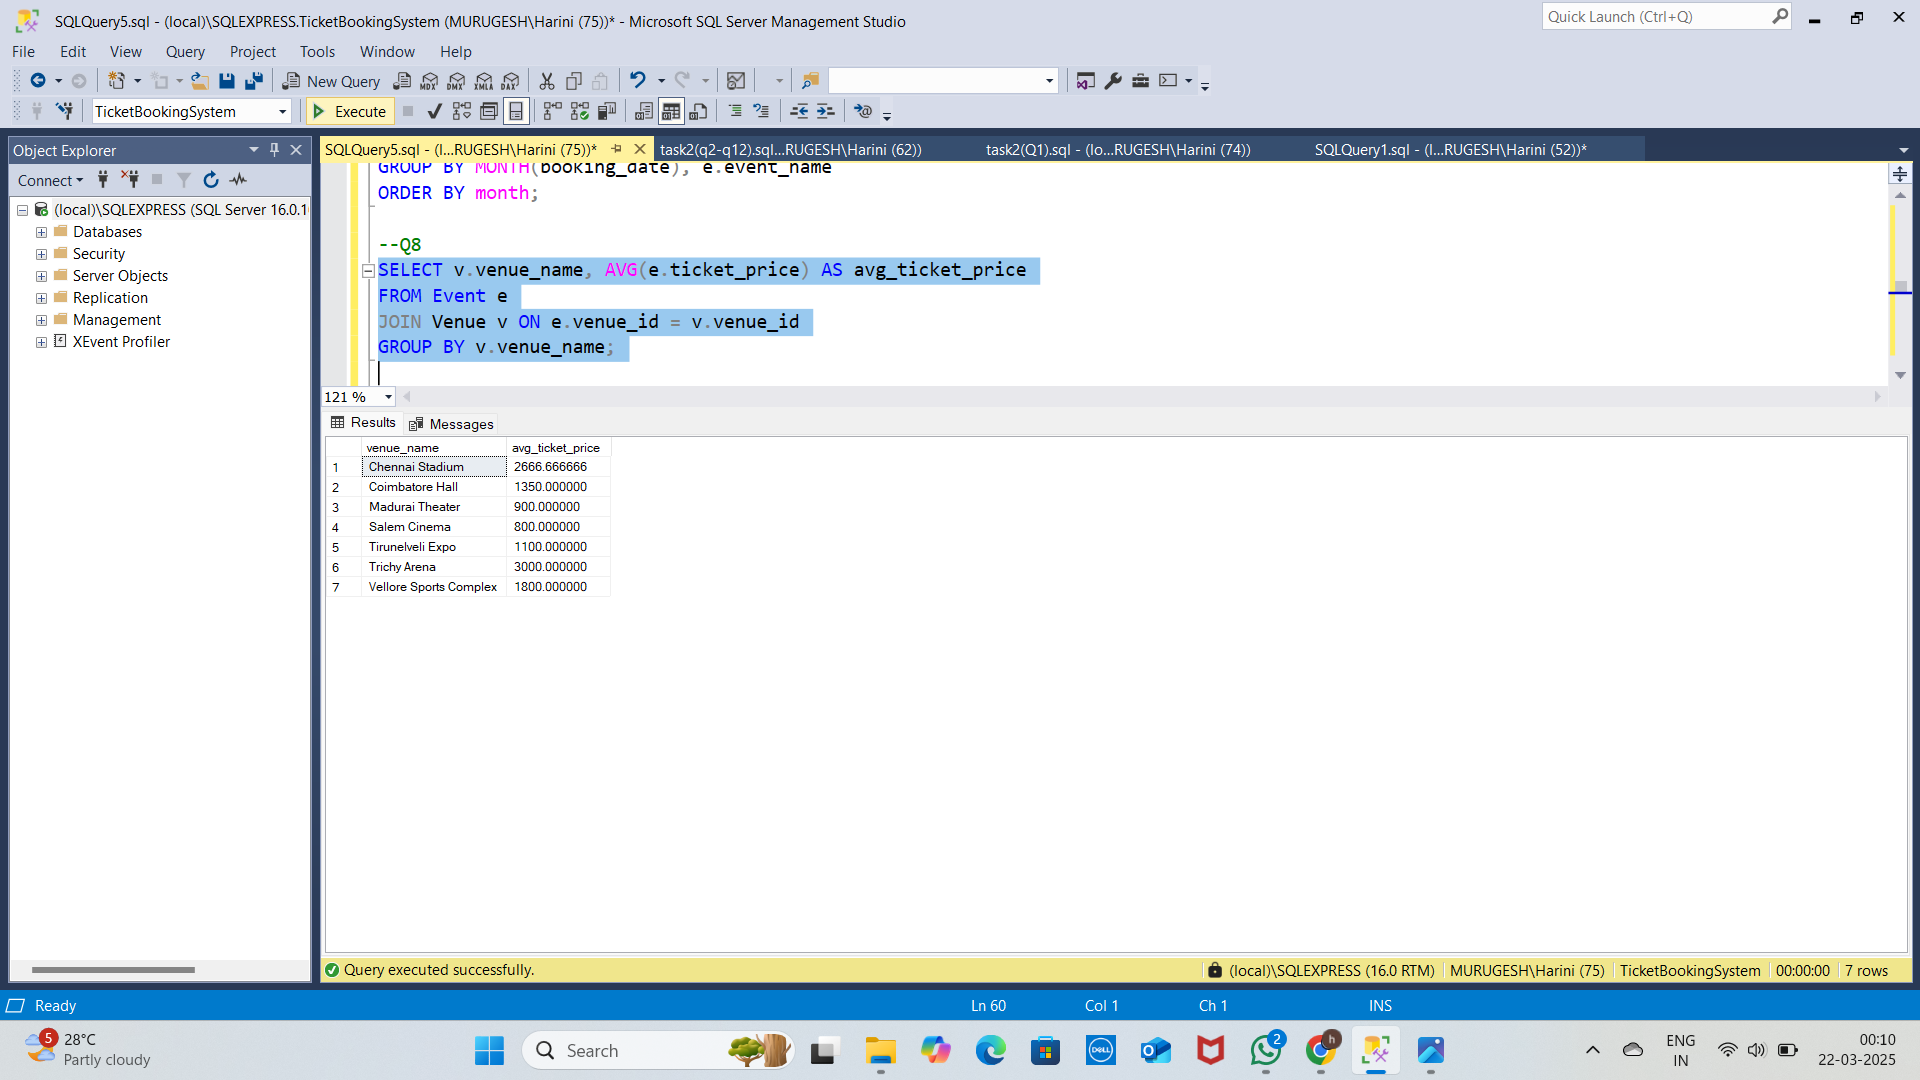 SQLQuery5.sql - (local)\SQLEXPRESS.TicketBookingSystem (MURUGESH\Harini (75))* - Microsoft SQL Server Management Studio
Quick Launch (Ctrl+Q)
File Edit View Query Project Tools Window Help
New Query MDX DMX XMLA DAX
TicketBookingSystem Execute
Object Explorer
SQLQuery5.sql - (l...RUGESH\Harini (75))* task2(q2-q12).sql...RUGESH\Harini (62)) task2(Q1).sql - (lo...RUGESH\Harini (74)) SQLQuery1.sql - (l...RUGESH\Harini (52))*
Connect
(local)\SQLEXPRESS (SQL Server 16.0.1
Databases
Security
Server Objects
Replication
Management
XEvent Profiler
GROUP BY MONTH(booking_date), e.event_name
ORDER BY month;
--Q8
SELECT v.venue_name, AVG(e.ticket_price) AS avg_ticket_price
FROM Event e
JOIN Venue v ON e.venue_id = v.venue_id
GROUP BY v.venue_name;
121 %
Results Messages
venue_name avg_ticket_price
1 Chennai Stadium 2666.666666
2 Coimbatore Hall 1350.000000
3 Madurai Theater 900.000000
4 Salem Cinema 800.000000
5 Tirunelveli Expo 1100.000000
6 Trichy Arena 3000.000000
7 Vellore Sports Complex 1800.000000
Query executed successfully. (local)\SQLEXPRESS (16.0 RTM) MURUGESH\Harini (75) TicketBookingSystem 00:00:00 7 rows
Ready Ln 60 Col 1 Ch 1 INS
5 28°C
Partly cloudy
Search
DELL
2
h
ENG
IN
00:10
22-03-2025